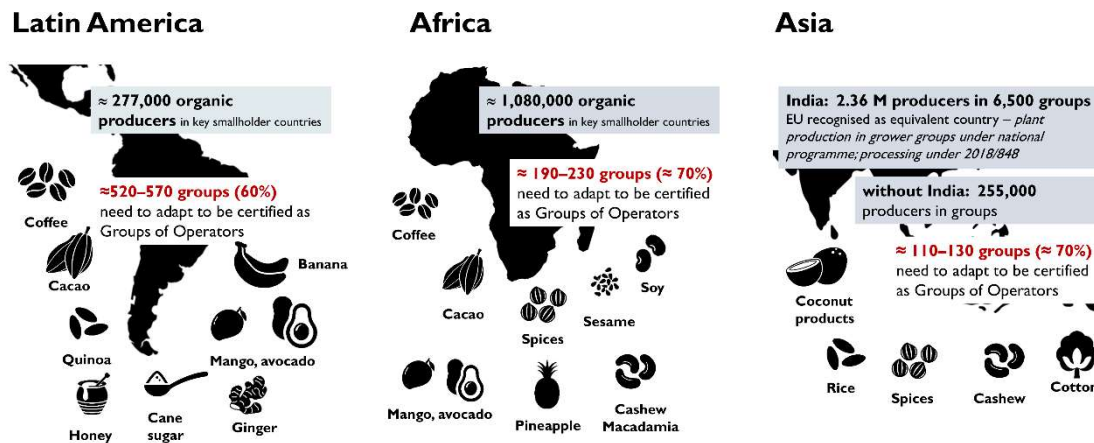 Latin America
≈ 277,000 organic
producers in key smallholder countries
≈520–570 groups (60%)
need to adapt to be certified as
Groups of Operators
Coffee
Cacao
Banana
Quinoa
Mango, avocado
Honey
Cane
sugar
Ginger
Africa
≈ 1,080,000 organic
producers in key smallholder countries
≈ 190–230 groups (≈ 70%)
need to adapt to be certified
as Groups of Operators
Coffee
Cacao
Spices
Sesame
Soy
Mango, avocado
Pineapple
Cashew
Macadamia
Asia
India: 2.36 M producers in 6,500 groups
EU recognised as equivalent country – plant
production in grower groups under national
programme; processing under 2018/848
without India: 255,000
producers in groups
≈ 110–130 groups (≈ 70%)
need to adapt to be certified
as Groups of Operators
Coconut
products
Rice
Spices
Cashew
Cotton